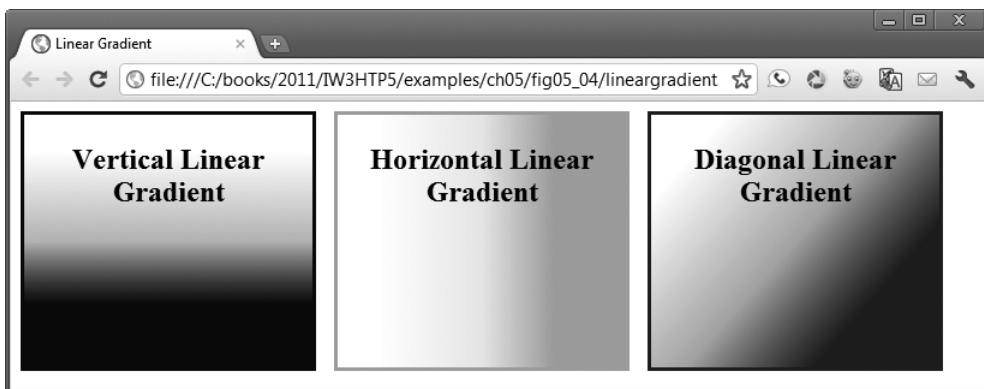 Linear Gradient
file:///C:/books/2011/IW3HTP5/examples/ch05/fig05_04/lineargradient
Vertical Linear
Gradient
Horizontal Linear
Gradient
Diagonal Linear
Gradient